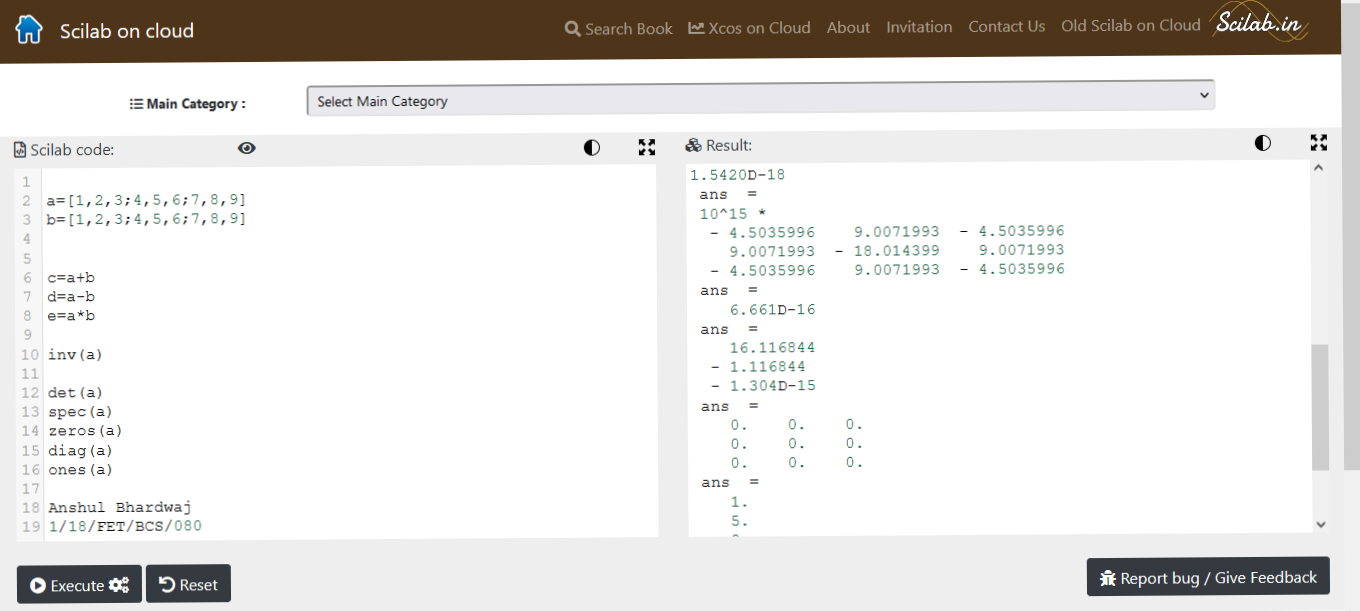 Scilab on cloud
Search Book Xcos on Cloud About Invitation Contact Us Old Scilab on Cloud Scilab.in
Main Category :
Select Main Category
Scilab code:
1
2 a=[1,2,3;4,5,6;7,8,9]
3 b=[1,2,3;4,5,6;7,8,9]
4
5
6 c=a+b
7 d=a-b
8 e=a*b
9
10 inv(a)
11
12 det(a)
13 spec(a)
14 zeros(a)
15 diag(a)
16 ones(a)
17
18 Anshul Bhardwaj
19 1/18/FET/BCS/080
Result:
1.5420D-18
ans =
10^15 *
- 4.5035996 9.0071993 - 4.5035996
9.0071993 - 18.014399 9.0071993
- 4.5035996 9.0071993 - 4.5035996
ans =
6.661D-16
ans =
16.116844
- 1.116844
- 1.304D-15
ans =
0. 0. 0.
0. 0. 0.
0. 0. 0.
ans =
1.
5.
Execute Reset
Report bug / Give Feedback